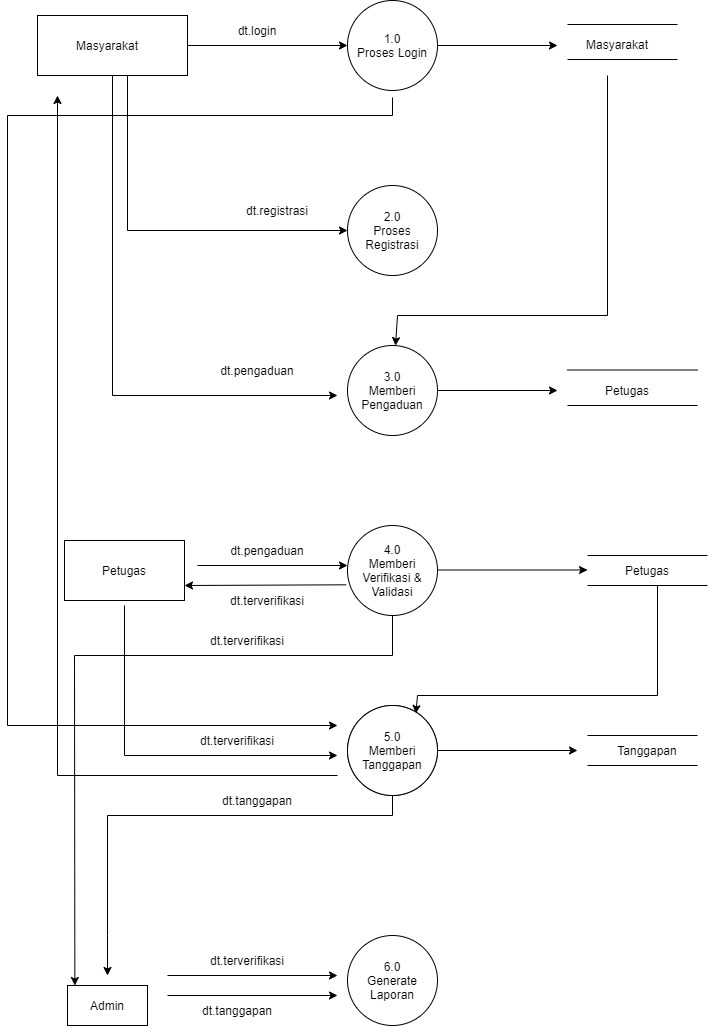 dt.login
Masyarakat
1.0
Proses Login
Masyarakat
dt.registrasi
2.0
Proses
Registrasi
dt.pengaduan
3.0
Memberi
Pengaduan
Petugas
dt.pengaduan
Petugas
4.0
Memberi
Verifikasi &
Validasi
Petugas
dt.terverifikasi
dt.terverifikasi
dt.terverifikasi
5.0
Memberi
Tanggapan
Tanggapan
dt.tanggapan
dt.terverifikasi
6.0
Generate
Laporan
Admin
dt.tanggapan